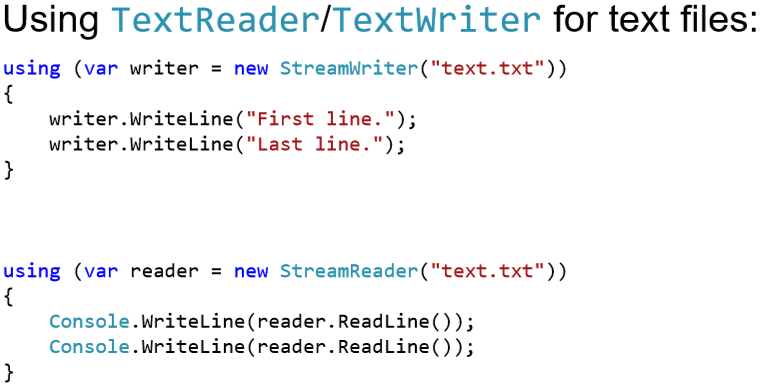 Using TextReader/TextWriter for text files:
using (var writer = new StreamWriter("text.txt"))
{
    writer.WriteLine("First line.");
    writer.WriteLine("Last line.");
}
using (var reader = new StreamReader("text.txt"))
{
    Console.WriteLine(reader.ReadLine());
    Console.WriteLine(reader.ReadLine());
}